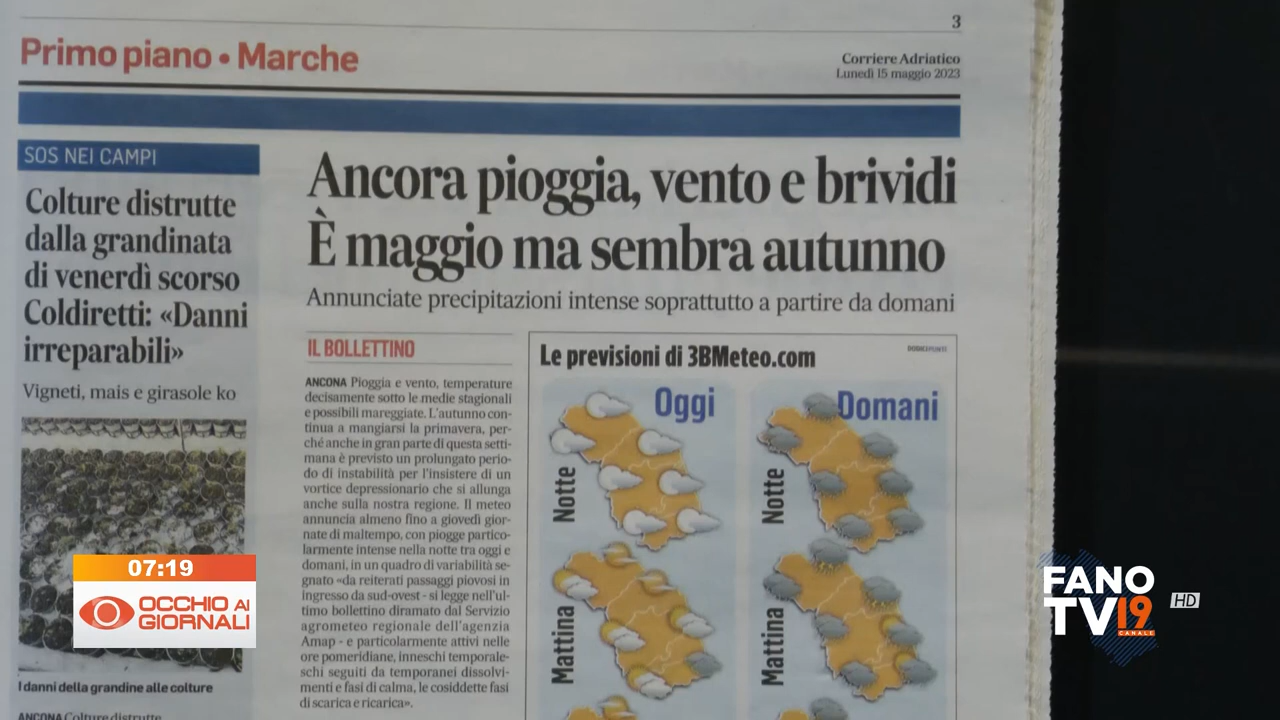 3
Primo piano • Marche
Corriere Adriatico
Lunedì 15 maggio 2023
SOS NEI CAMPI
Colture distrutte
dalla grandinata
di venerdì scorso
Coldiretti: «Danni
irreparabili»
Vigneti, mais e girasole ko
I danni della grandine alle colture
ANCONA Colture distrutte
Ancora pioggia, vento e brividi
È maggio ma sembra autunno
Annunciate precipitazioni intense soprattutto a partire da domani
IL BOLLETTINO
ANCONA Pioggia e vento, temperature
decisamente sotto le medie stagionali
e possibili mareggiate. L'autunno con-
tinua a mangiarsi la primavera, per-
ché anche in gran parte di questa setti-
mana è previsto un prolungato perio-
do di instabilità per l'insistere di un
vortice depressionario che si allunga
anche sulla nostra regione. Il meteo
annuncia almeno fino a giovedì gior-
nate di maltempo, con piogge partico-
larmente intense nella notte tra oggi e
domani, in un quadro di variabilità se-
gnato «da reiterati passaggi piovosi in
ingresso da sud-ovest - si legge nell'ul-
timo bollettino diramato dal Servizio
agrometeo regionale dell'agenzia
Amap - e particolarmente attivi nelle
ore pomeridiane, inneschi temporale-
schi seguiti da temporanei dissolvi-
menti e fasi di calma, le cosiddette fasi
di scarica e ricarica».
Le previsioni di 3BMeteo.com
Oggi
Domani
Notte
Notte
Mattina
Mattina
07:19
OCCHIO AI
GIORNALI
FANO
TV19
CANALE
HD